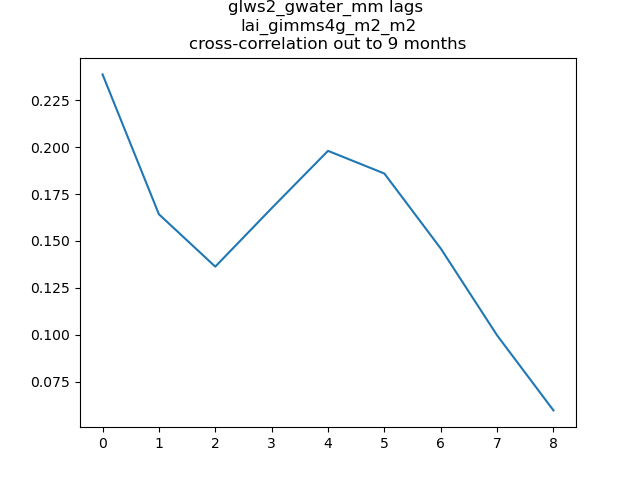 glws2_gwater_mm lags
lai_gimms4g_m2_m2
cross-correlation out to 9 months
0.225
0.200
0.175
0.150
0.125
0.100
0.075
0 1 2 3 4 5 6 7 8